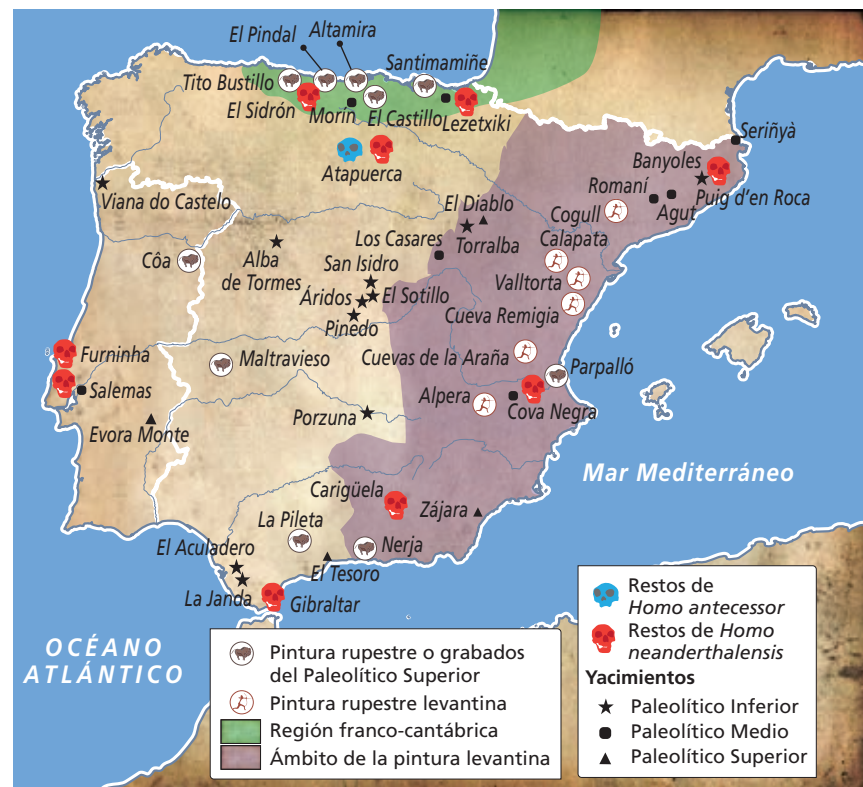 El Pindal
Altamira
Santimamiñe
Tito Bustillo
El Sidrón
Morín
El Castillo
Lezetxiki
Atapuerca
Seriñyà
Banyoles
Puig d'en Roca
Romaní
Agut
Viana do Castelo
El Diablo
Cogull
Torralba
Calapata
Los Casares
Côa
Alba
de Tormes
San Isidro
Valltorta
Áridos
El Sotillo
Pinedo
Cueva Remigia
Furninha
Maltravieso
Cuevas de la Araña
Parpalló
Salemas
Alpera
Cova Negra
Evora Monte
Porzuna
Mar Mediterráneo
Carigüela
Zájara
La Pileta
Nerja
El Aculadero
El Tesoro
La Janda
Gibraltar
OCÉANO
ATLÁNTICO
Pintura rupestre o grabados
del Paleolítico Superior
Pintura rupestre levantina
Región franco-cantábrica
Ámbito de la pintura levantina
Restos de
Homo antecessor
Restos de Homo
neanderthalensis
Yacimientos
Paleolítico Inferior
Paleolítico Medio
Paleolítico Superior